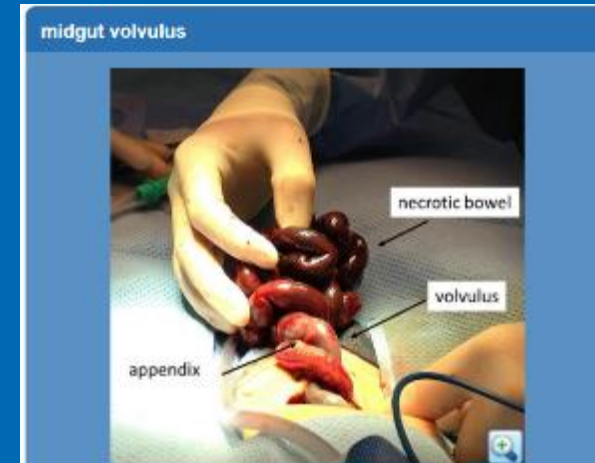 midgut volvulus
necrotic bowel
volvulus
appendix